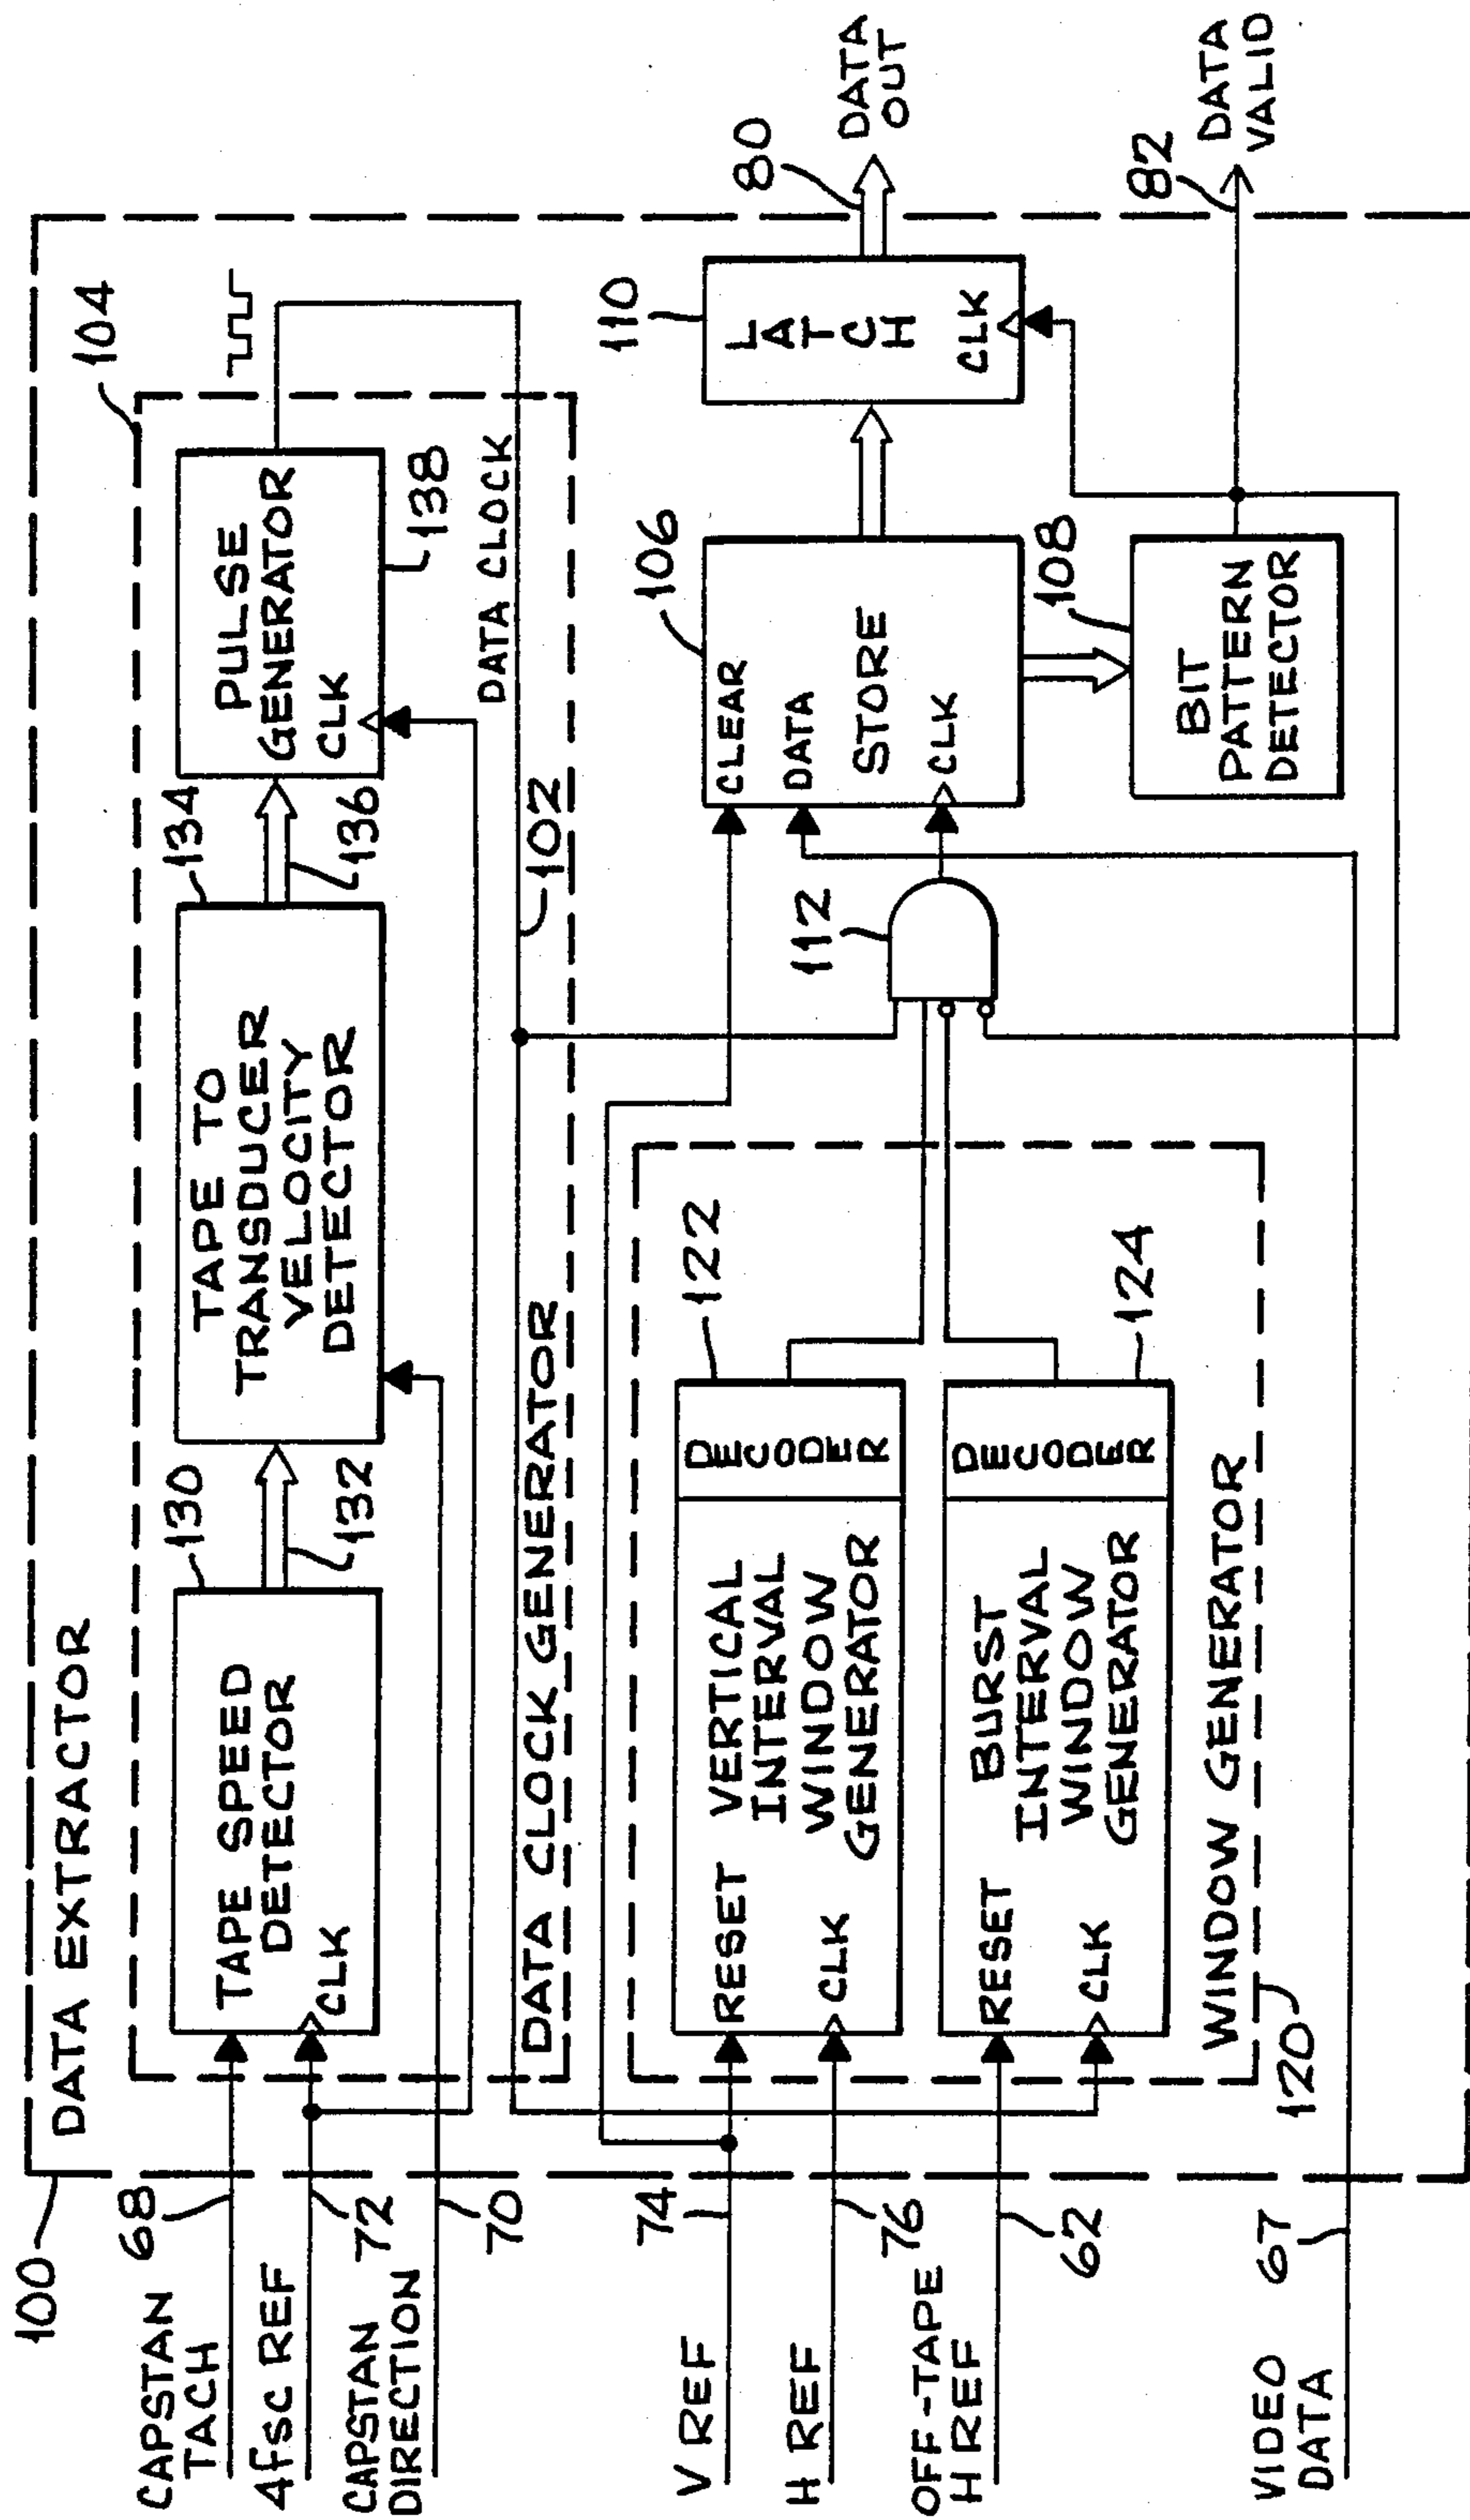 100
DATA EXTRACTOR
104
CAPSTAN
TACH
68
4fsc REF
72
CAPSTAN
DIRECTION
70
TAPE SPEED
DETECTOR
CLK
130
132
TAPE TO
TRANSDUCER
VELOCITY
DETECTOR
134
136
PULSE
GENERATOR
CLK
138
DATA CLOCK
102
DATA CLOCK GENERATOR
V REF
74
H REF
76
OFF-TAPE
H REF
62
VIDEO
DATA
67
RESET
VERTICAL
INTERVAL
WINDOW
GENERATOR
CLK
DECODER
122
RESET
BURST
INTERVAL
WINDOW
GENERATOR
CLK
DECODER
124
WINDOW GENERATOR
120
112
106
CLEAR
DATA
STORE
CLK
108
BIT
PATTERN
DETECTOR
110
LATCH
CLK
80
DATA
OUT
82
DATA
VALID